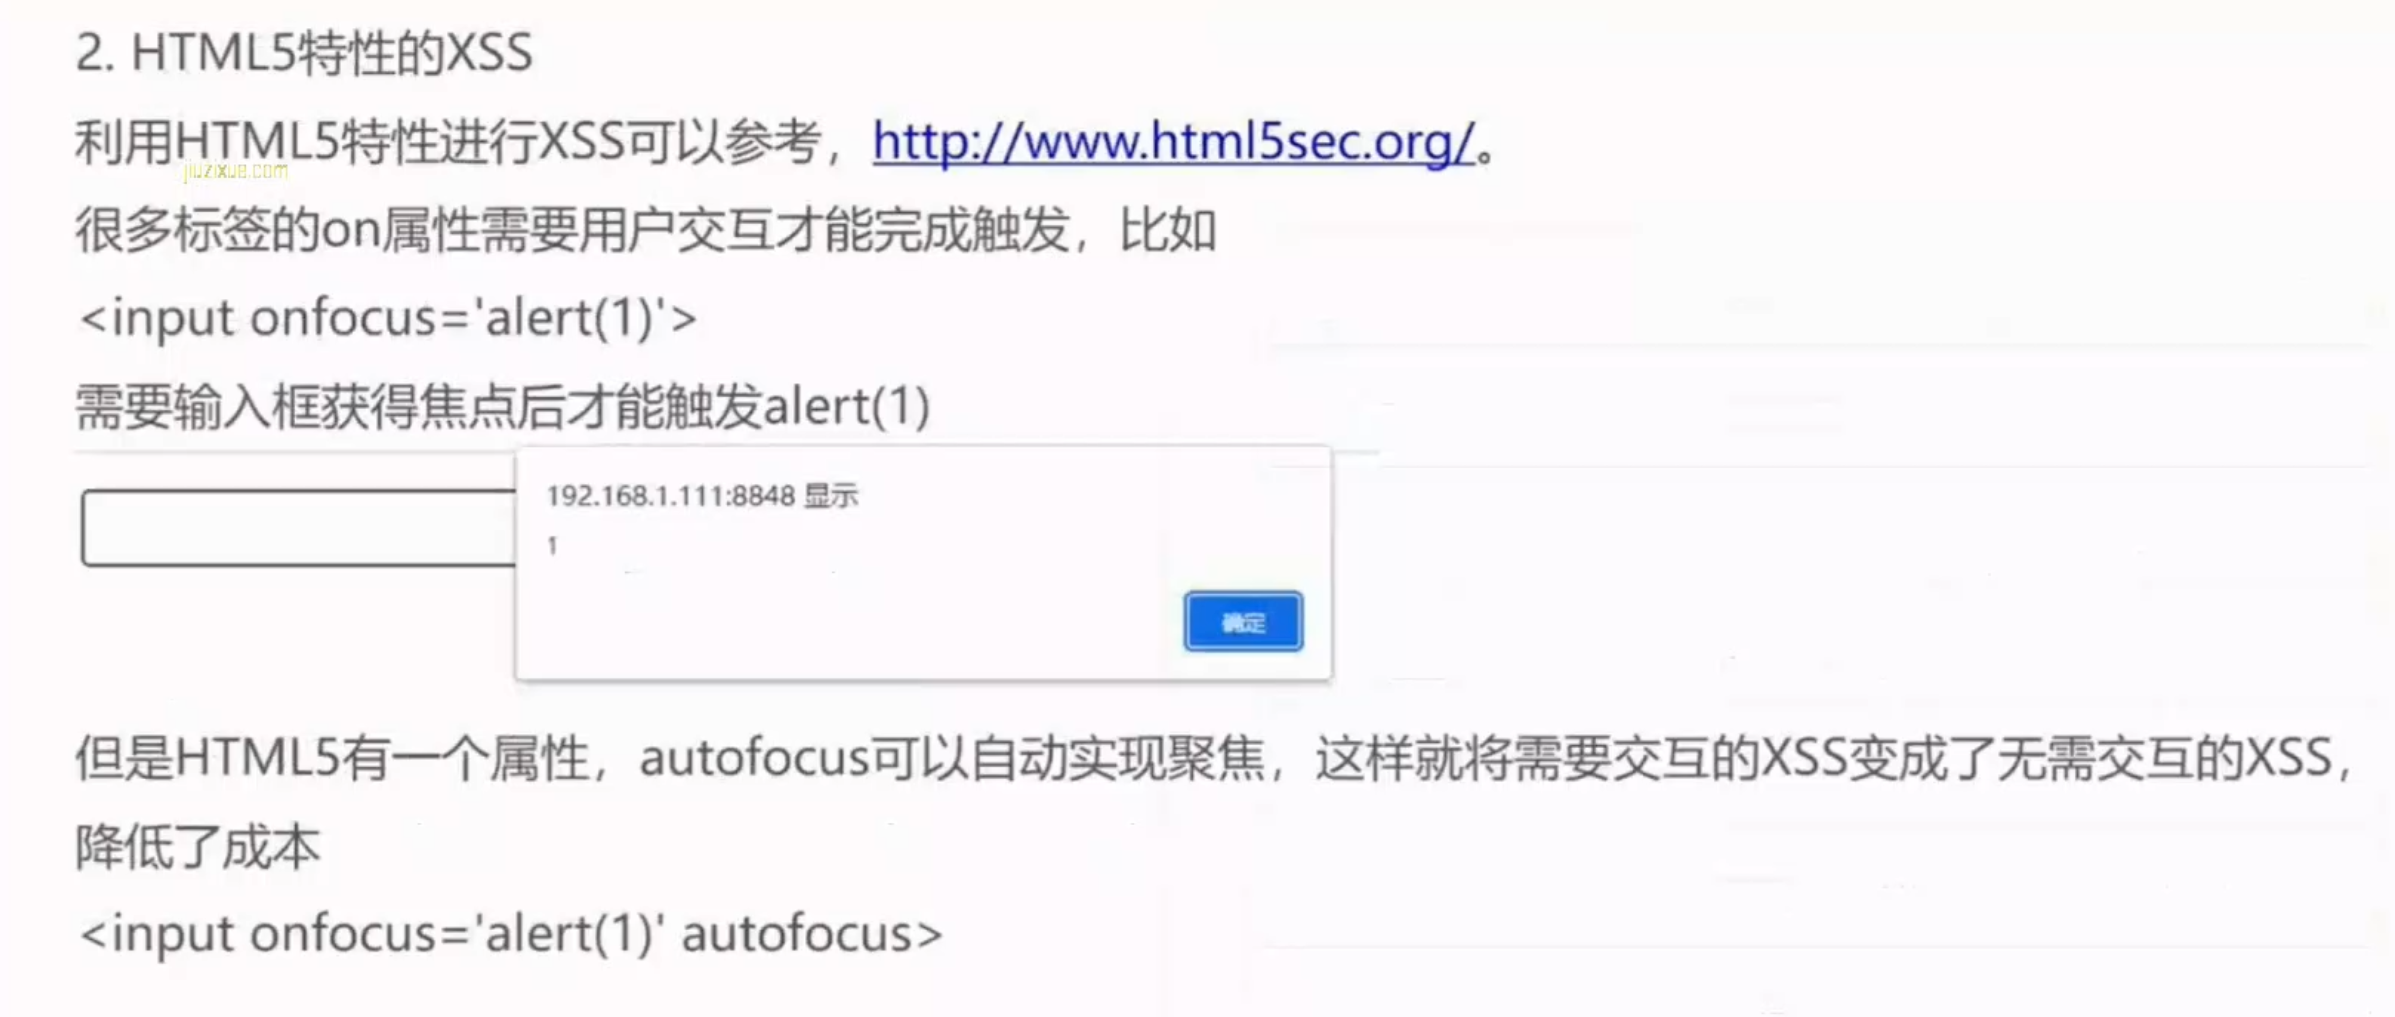 2. HTML5特性的XSS
利用HTML5特性进行XSS可以参考，http://www.html5sec.org/。
jiuzixue.com
很多标签的on属性需要用户交互才能完成触发，比如
<input onfocus='alert(1)'>
需要输入框获得焦点后才能触发alert(1)
192.168.1.111:8848 显示
1
确定
但是HTML5有一个属性，autofocus可以自动实现聚焦，这样就将需要交互的XSS变成了无需交互的XSS，
降低了成本
<input onfocus='alert(1)' autofocus>